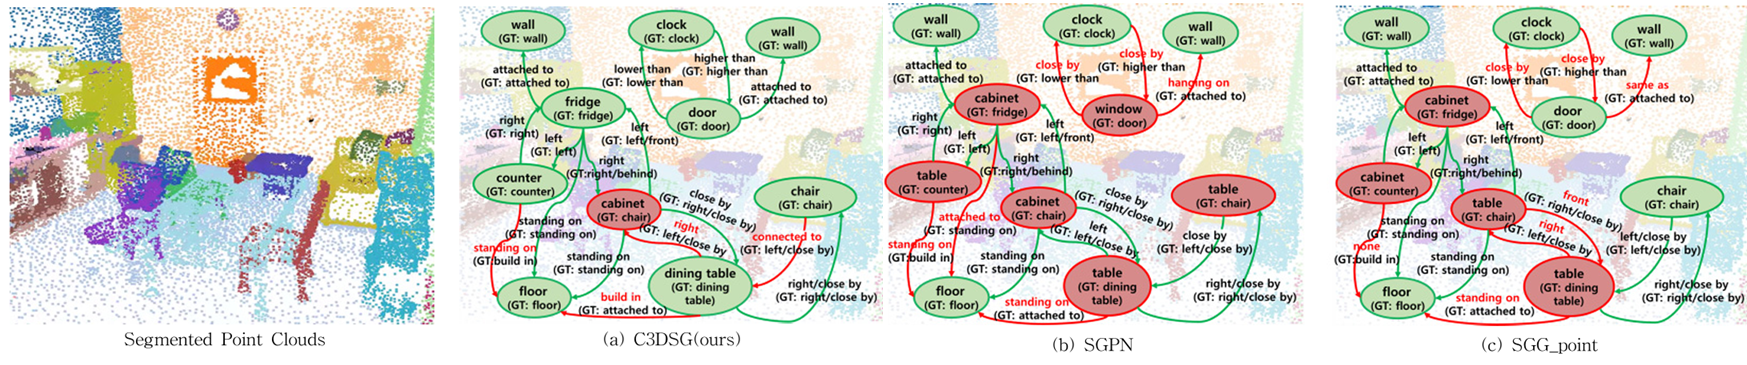 wall
(GT: wall)
clock
(GT: clock)
wall
(GT: wall)
attached to
(GT: attached to)
lower than
(GT: lower than
higher than
(GT: higher than
attached to
(GT: attached to)
fridge
(GT: fridge)
door
(GT: door)
right
(GT: right)
left
(GT: left)
left
(GT: left/front)
counter
(GT: counter)
right
(GT:right/behind)
cabinet
(GT: chair)
close by
(GT: right/close by)
chair
(GT: chair)
standing on
(GT: standing on)
right
(GT: left/close by
connected to
(GT: left/close by)
standing on
(GT:build in)
standing on
(GT: standing on)
dining table
(GT: dining
table)
floor
(GT: floor)
build in
(GT: attached to)
right/close by
(GT: right/close by)
wall
(GT: wall)
clock
(GT: clock)
wall
(GT: wall)
attached to
(GT: attached to)
close by
(GT: lower than
close by
(GT: higher than
hanging on
(GT: attached to)
cabinet
(GT: fridge)
window
(GT: door)
right
(GT: right)
left
(GT: left)
left
(GT: left/front)
table
(GT: counter)
right
(GT:right/behind)
cabinet
(GT: chair)
close by
(GT: right/close by)
table
(GT: chair)
attached to
(GT: standing on)
left
(GT: left/close by
close by
(GT: left/close by)
standing on
(GT:build in)
standing on
(GT: standing on)
table
(GT: dining
table)
floor
(GT: floor)
standing on
(GT: attached to)
right/close by
(GT: right/close by)
wall
(GT: wall)
clock
(GT: clock)
wall
(GT: wall)
attached to
(GT: attached to)
close by
(GT: lower than
close by
(GT: higher than
same as
(GT: attached to)
cabinet
(GT: fridge)
door
(GT: door)
left
(GT: left)
left
(GT: left/front)
cabinet
(GT: counter)
right
(GT:right/behind)
table
(GT: chair)
front
(GT: right/close by)
chair
(GT: chair)
standing on
(GT: standing on)
right
(GT: left/close by
left/close by
(GT: left/close by)
none
(GT:build in)
standing on
(GT: standing on)
table
(GT: dining
table)
floor
(GT: floor)
standing on
(GT: attached to)
right/close by
(GT: right/close by)
Segmented Point Clouds
(a) C3DSG(ours)
(b) SGPN
(c) SGG_point